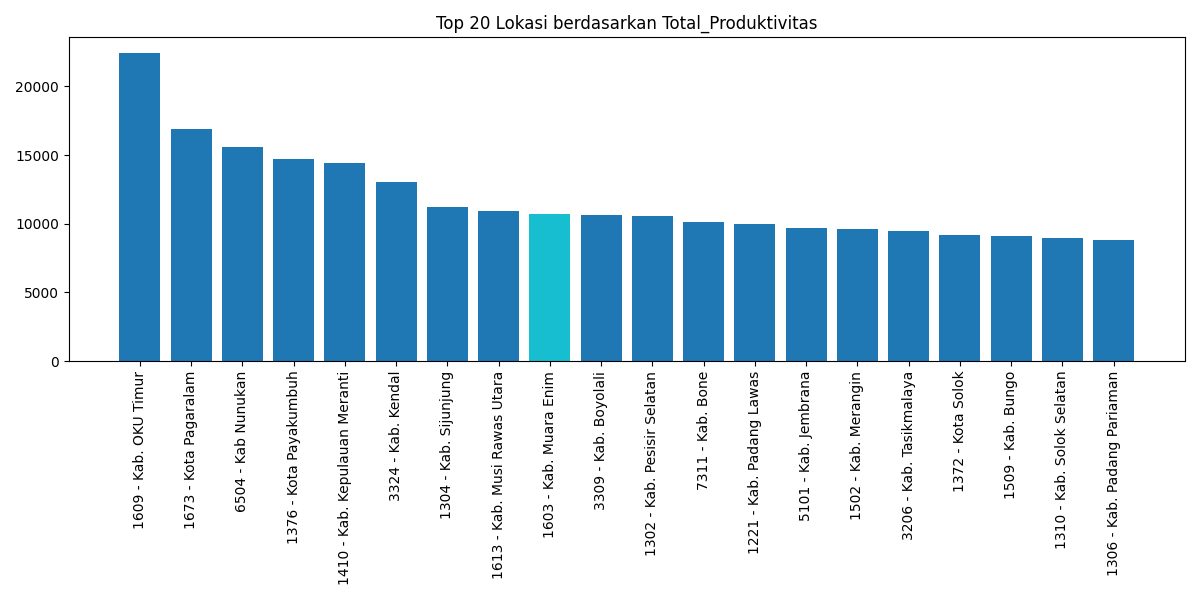 Top 20 Lokasi berdasarkan Total_Produktivitas
20000
15000
10000
5000
0
1609 - Kab. OKU Timur
1673 - Kota Pagaralam
6504 - Kab Nunukan
1376 - Kota Payakumbuh
1410 - Kab. Kepulauan Meranti
3324 - Kab. Kendal
1304 - Kab. Sijunjung
1613 - Kab. Musi Rawas Utara
1603 - Kab. Muara Enim
3309 - Kab. Boyolali
1302 - Kab. Pesisir Selatan
7311 - Kab. Bone
1221 - Kab. Padang Lawas
5101 - Kab. Jembrana
1502 - Kab. Merangin
3206 - Kab. Tasikmalaya
1372 - Kota Solok
1509 - Kab. Bungo
1310 - Kab. Solok Selatan
1306 - Kab. Padang Pariaman